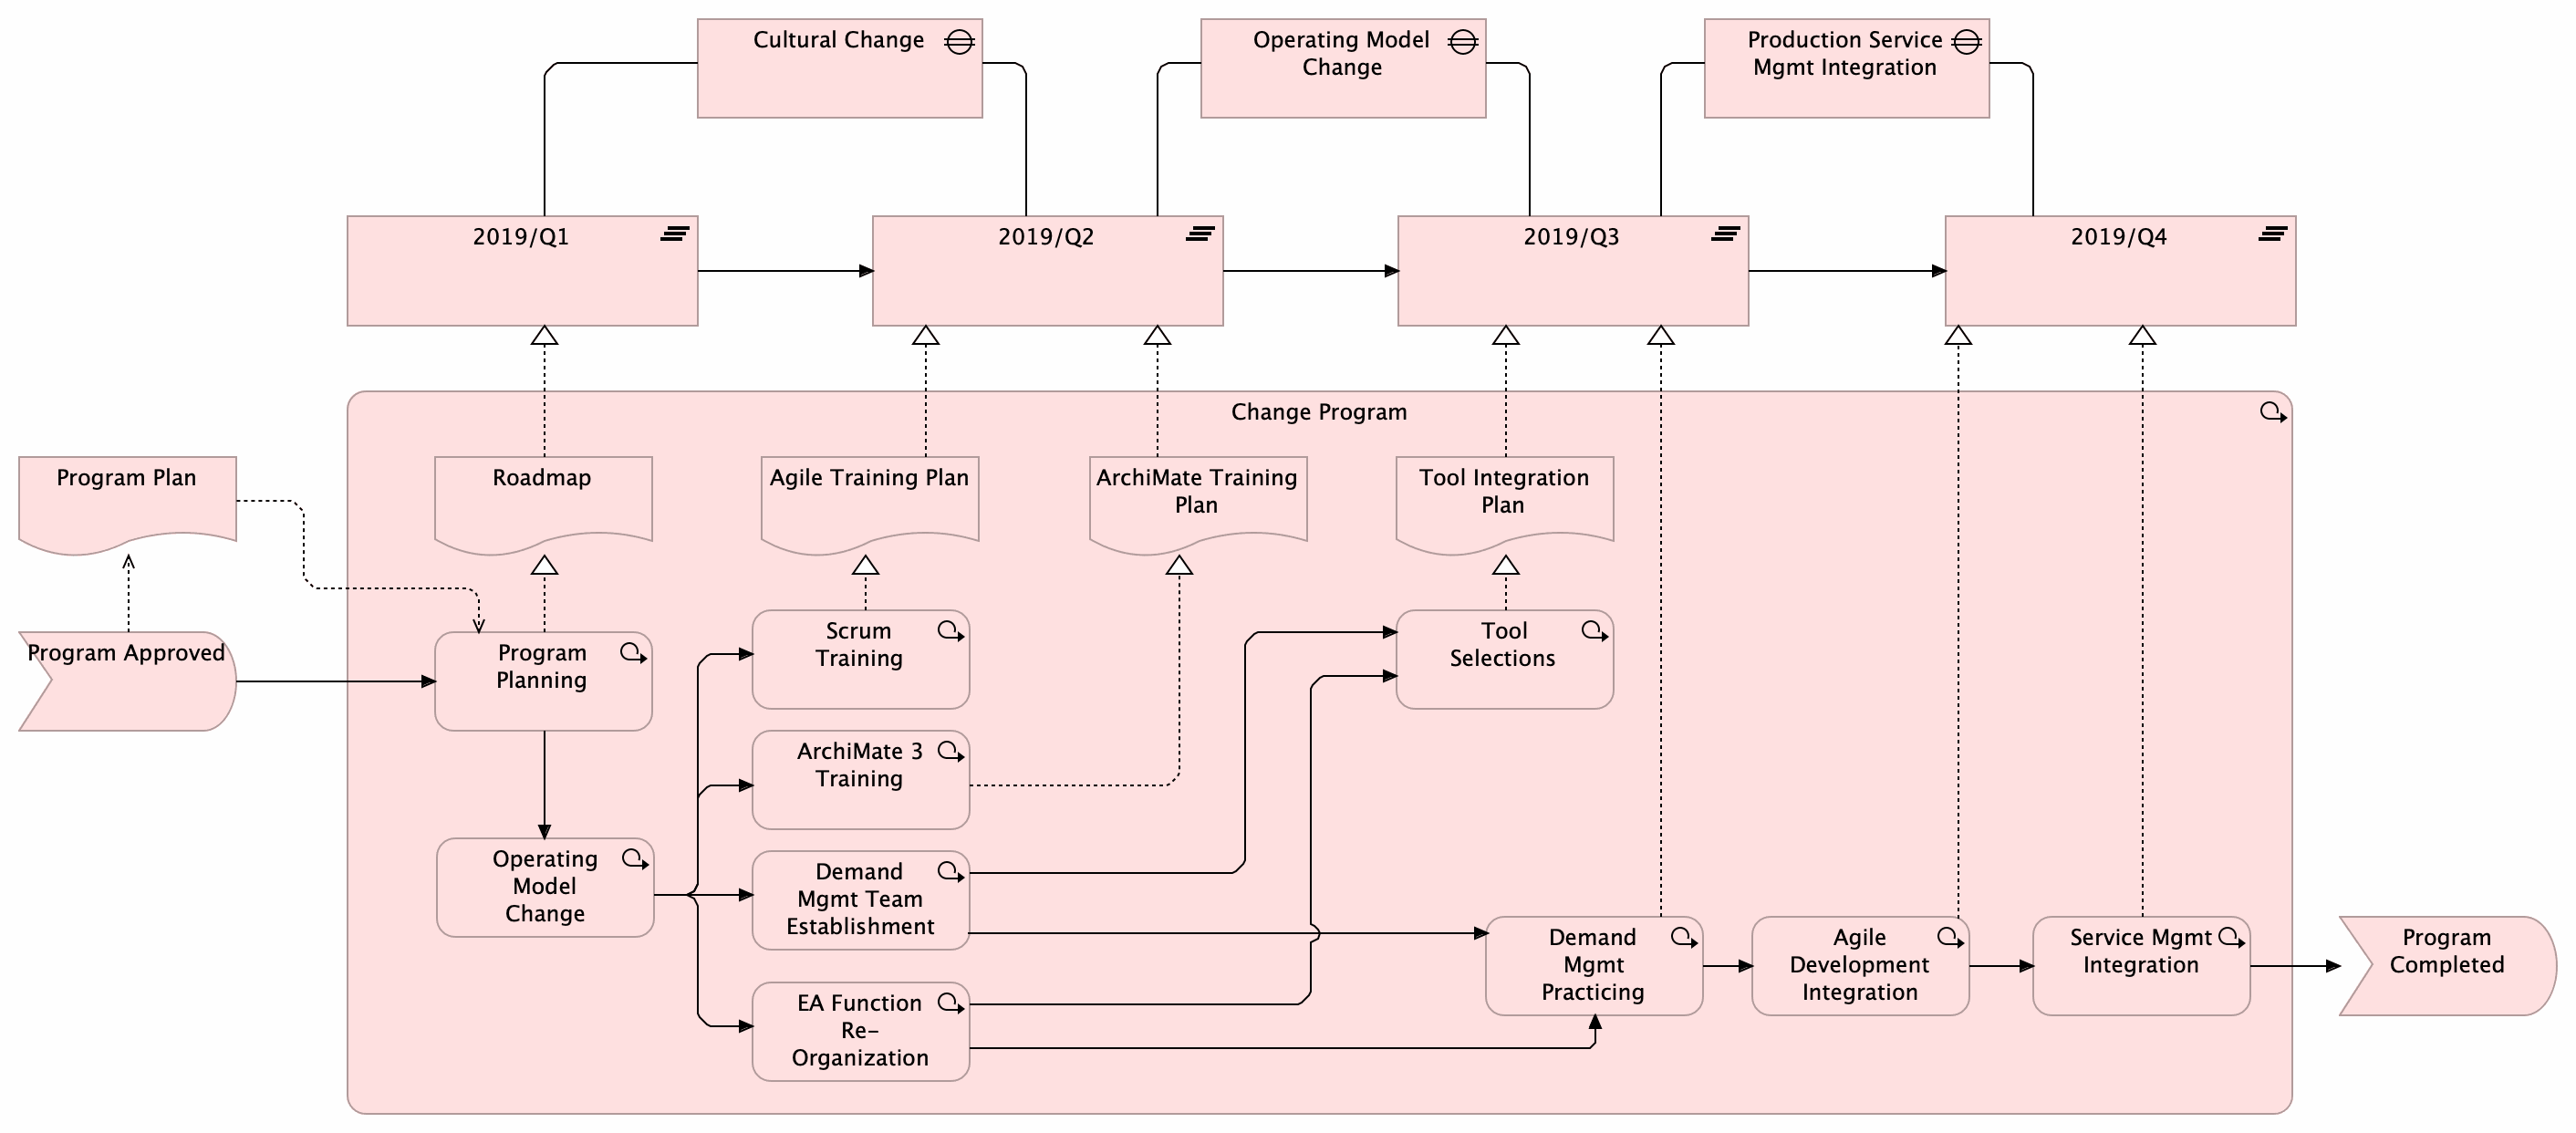 Cultural Change
Operating Model
Change
Production Service
Mgmt Integration
2019/Q1
2019/Q2
2019/Q3
2019/Q4
Change Program
Program Plan
Roadmap
Agile Training Plan
ArchiMate Training
Plan
Tool Integration
Plan
Program Approved
Program
Planning
Scrum
Training
Tool
Selections
ArchiMate 3
Training
Operating
Model
Change
Demand
Mgmt Team
Establishment
EA Function
Re-
Organization
Demand
Mgmt
Practicing
Agile
Development
Integration
Service Mgmt
Integration
Program
Completed